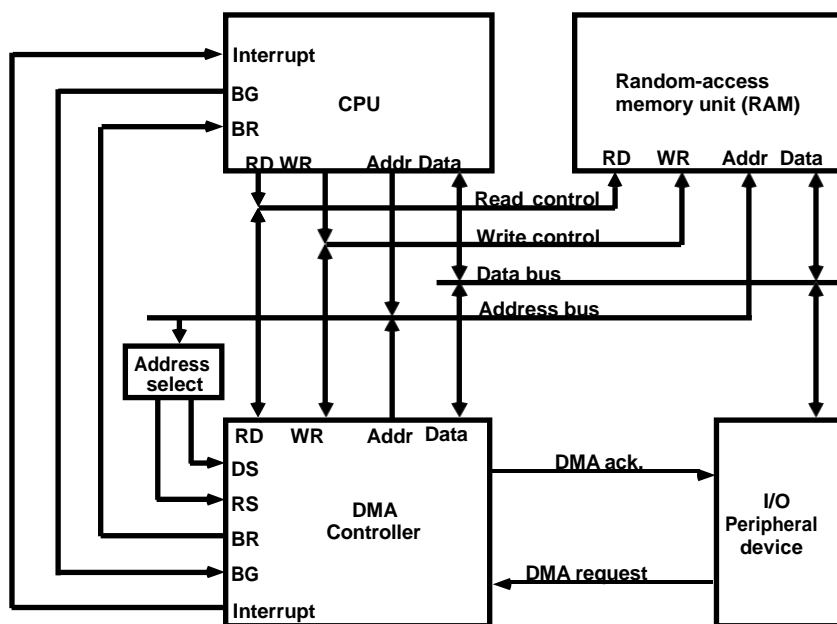 Interrupt
BG
CPU
BR
RD WR
Addr Data
Random-access
memory unit (RAM)
RD
WR
Addr
Data
Read control
Write control
Data bus
Address bus
Address
select
RD
WR
Addr
Data
DS
RS
BR
BG
Interrupt
DMA
Controller
DMA ack.
DMA request
I/O
Peripheral
device